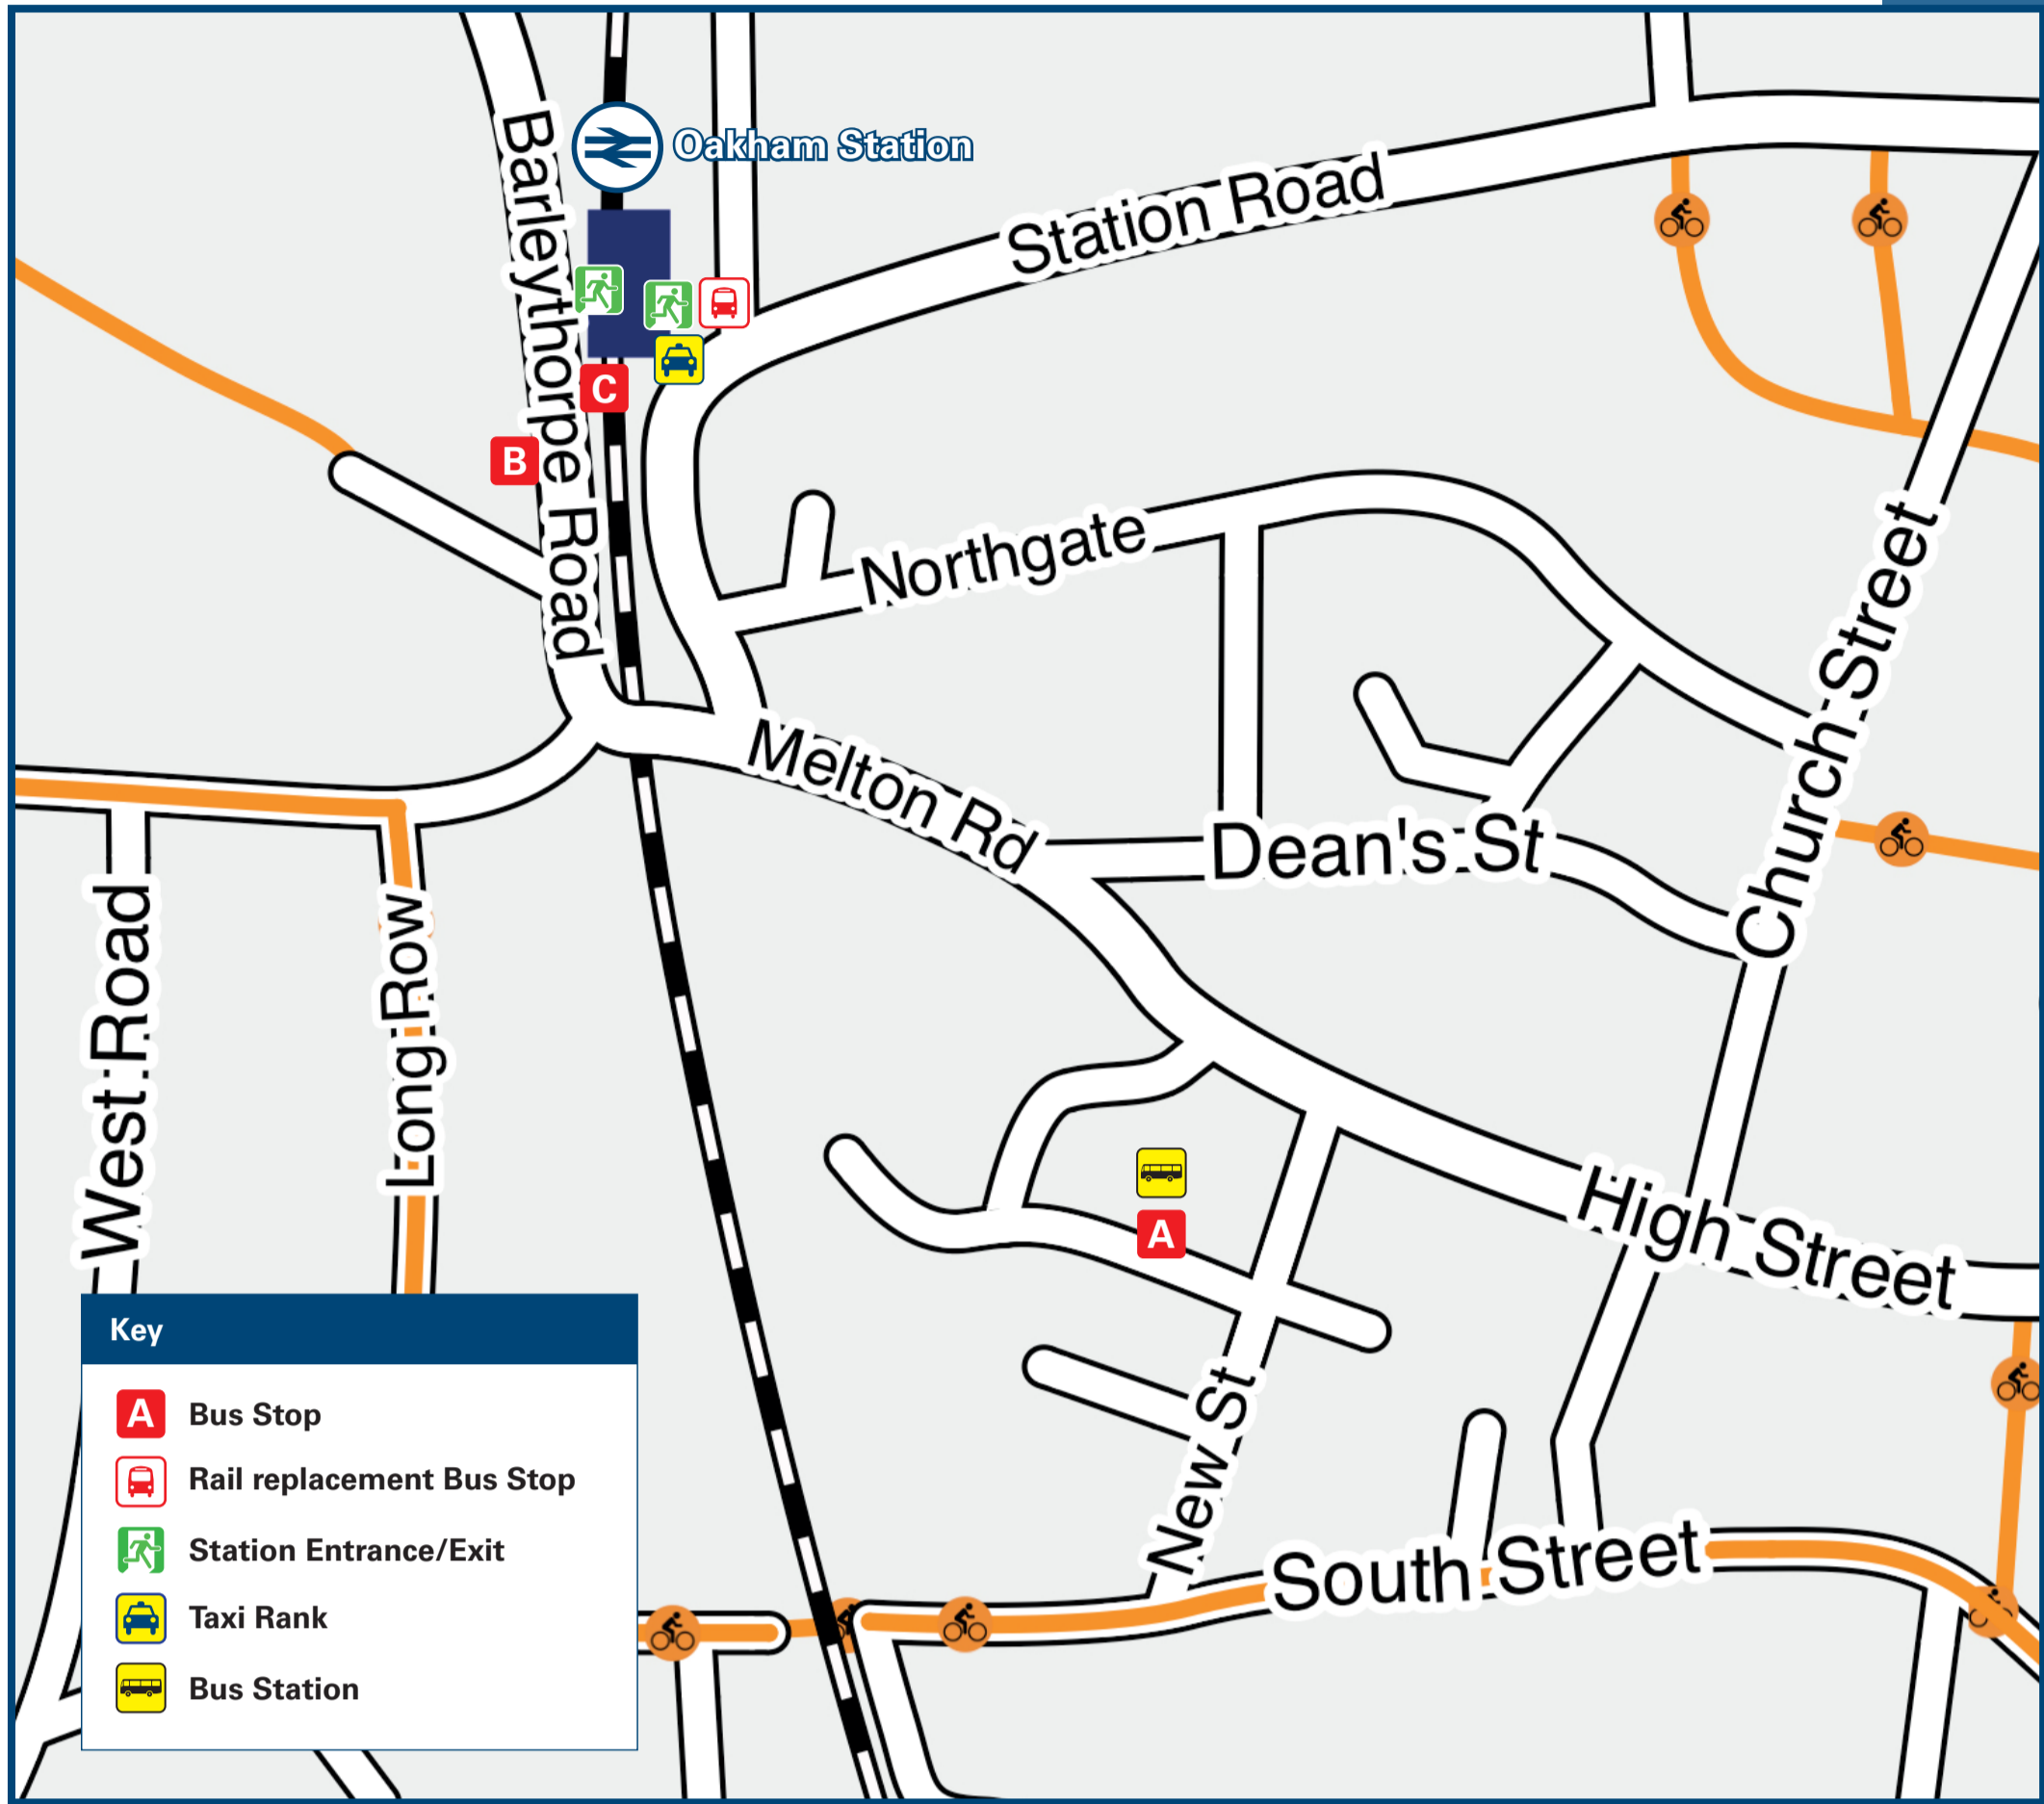 Oakham Station
Barleythorpe Road
Station Road
C
B
Northgate
Church Street
Melton Rd
Dean's St
West Road
Long Row
A
High Street
New St
South Street
Key
A Bus Stop
Rail replacement Bus Stop
Station Entrance/Exit
Taxi Rank
Bus Station